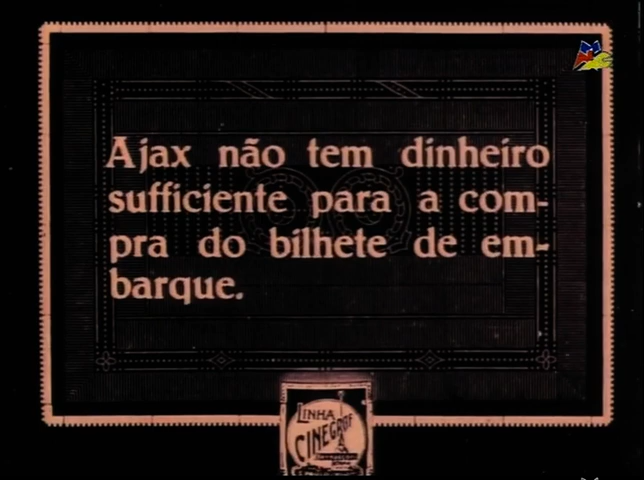 Ajax não tem dinheiro
sufficiente para a com-
pra do bilhete de em-
barque.
LINHA
CINEGRAF